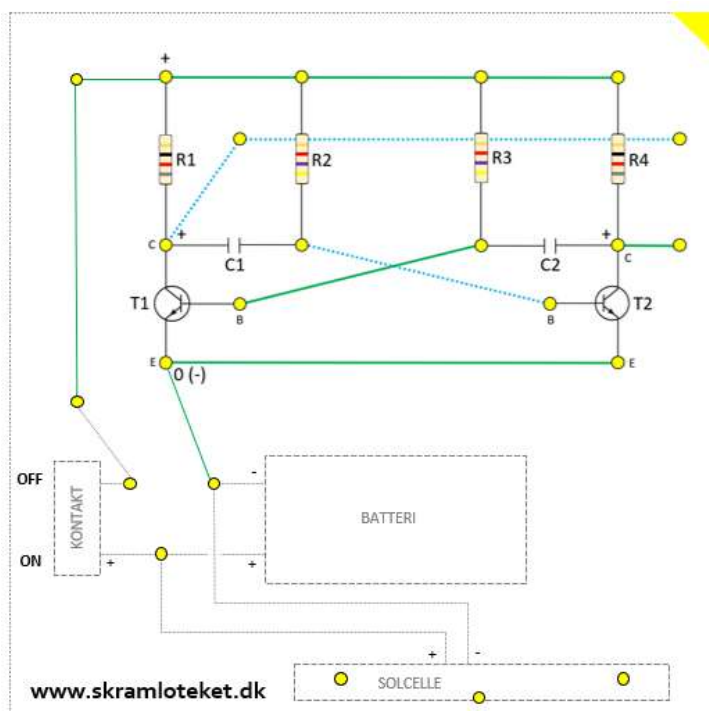 +
R1 R2 R3 R4
+ +
C C
C1 C2
T1 T2
B B
E E
0 (-)
OFF -
KONTAKT BATTERI
ON + +
+ -
SOLCELLE
www.skramloteket.dk